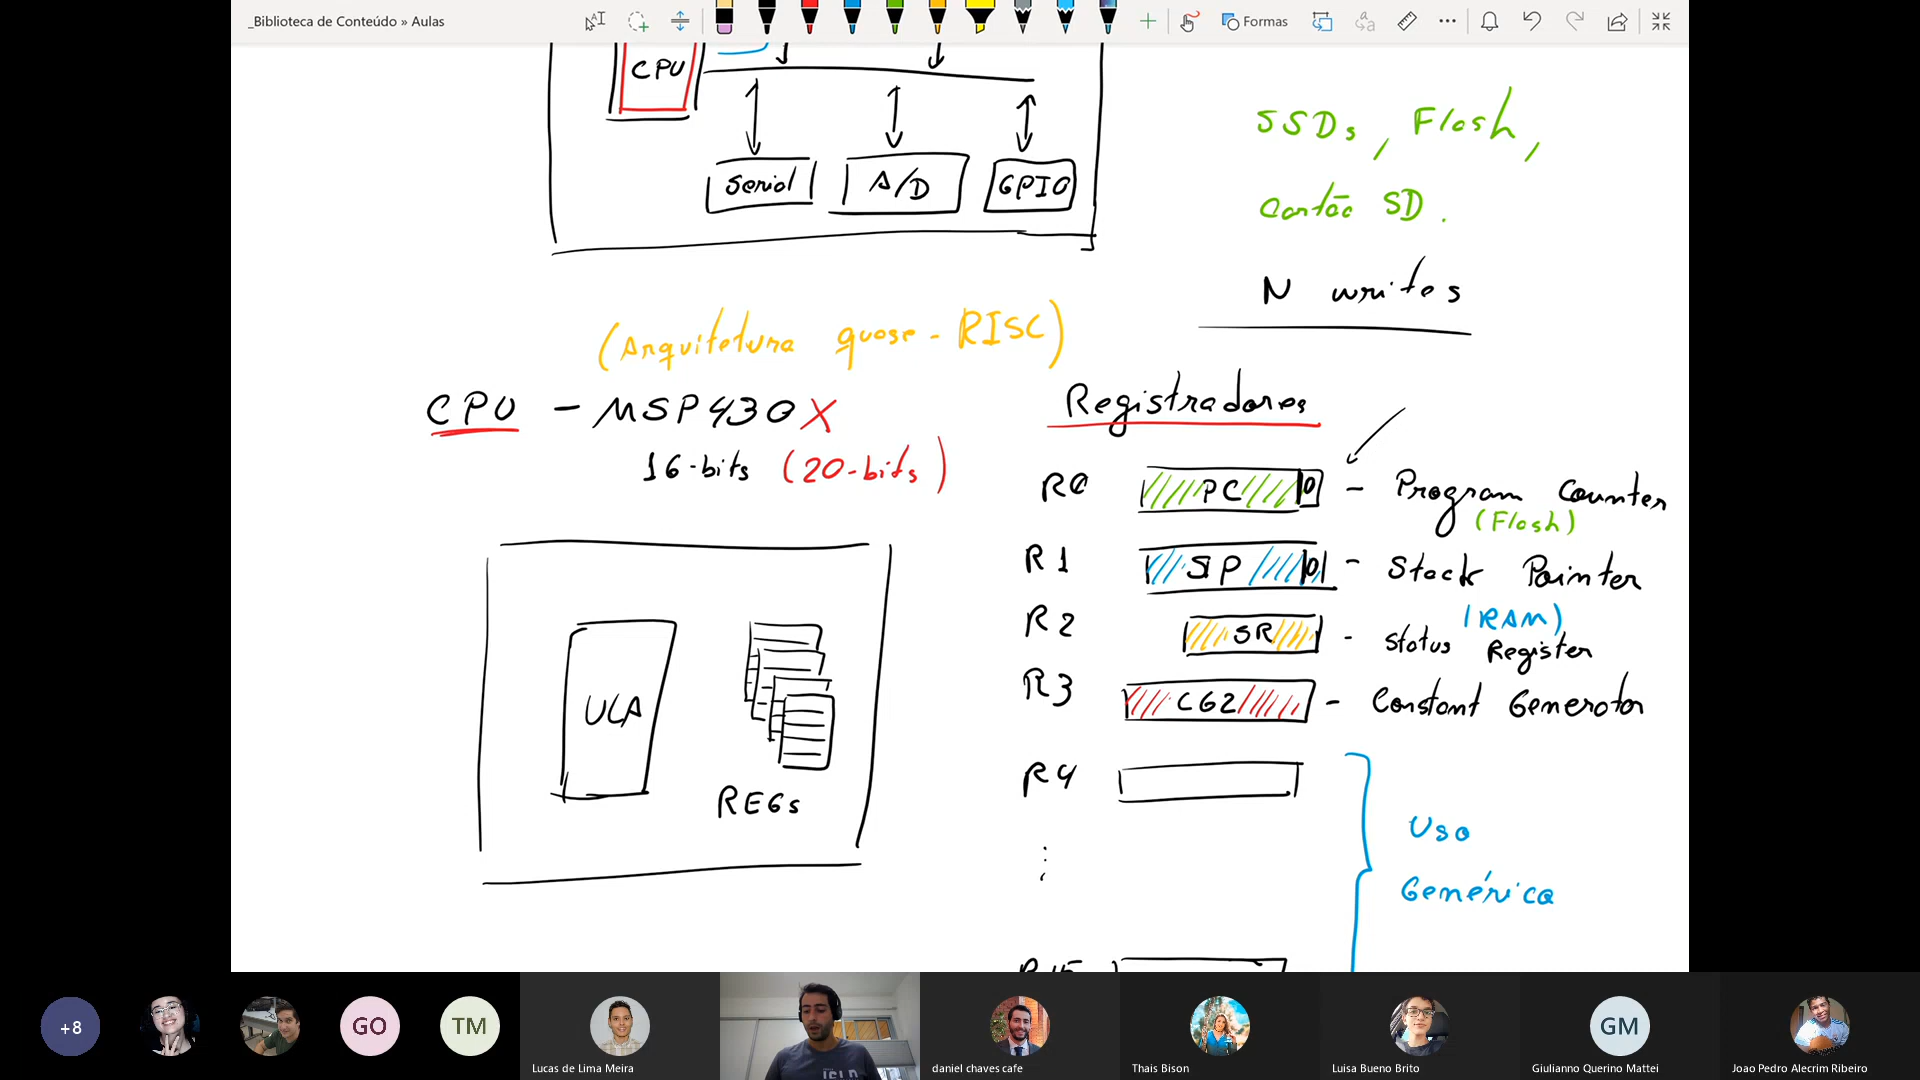 _Biblioteca de Conteúdo » Aulas
Formas
CPU
Serial
A/D
GPIO
SSDs, Flash,
Cartão SD.
N writes
(Arquitetura quase-RISC)
CPU - MSP430X
16-bits (20-bits)
ULA
REGs
Registradores
R0 PC 0 - Program Counter
(Flash)
R1 SP 0 - Stack Pointer
(RAM)
R2 SR - Status Register
R3 CG2 - Constant Generator
R4
⋮
R15
Uso
Genérico
+8
GO
TM
Lucas de Lima Meira
daniel chaves cafe
Thais Bison
Luisa Bueno Brito
GM
Giulianno Querino Mattei
Joao Pedro Alecrim Ribeiro